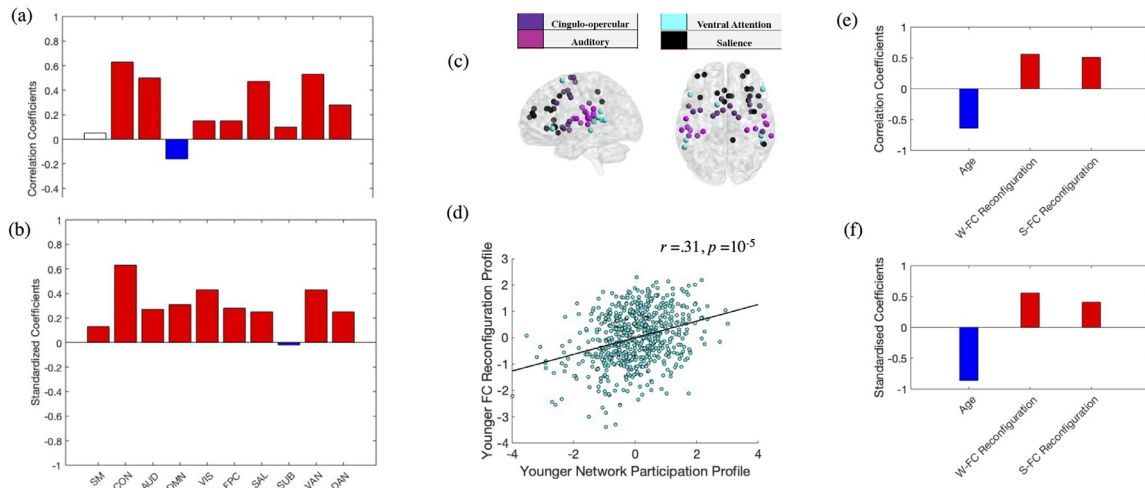 (a)
Correlation Coefficients
1
0.8
0.6
0.4
0.2
0
-0.2
-0.4
(b)
Standardized Coefficients
1
0.8
0.6
0.4
0.2
0
-0.2
-0.4
-0.6
-0.8
-1
SM
CON
AUD
DMN
VIS
FPC
SAL
SUB
VAN
DAN
Cingulo-opercular
Ventral Attention
Auditory
Salience
(c)
(d)
r =.31, p =10-5
Younger FC Reconfiguration Profile
3
2
1
0
-1
-2
-3
-4
-4
-2
0
2
4
Younger Network Participation Profile
(e)
Correlation Coefficients
1
0.5
0
-0.5
-1
Age
W-FC Reconfiguration
S-FC Reconfiguration
(f)
Standardised Coefficients
1
0.5
0
-0.5
-1
Age
W-FC Reconfiguration
S-FC Reconfiguration